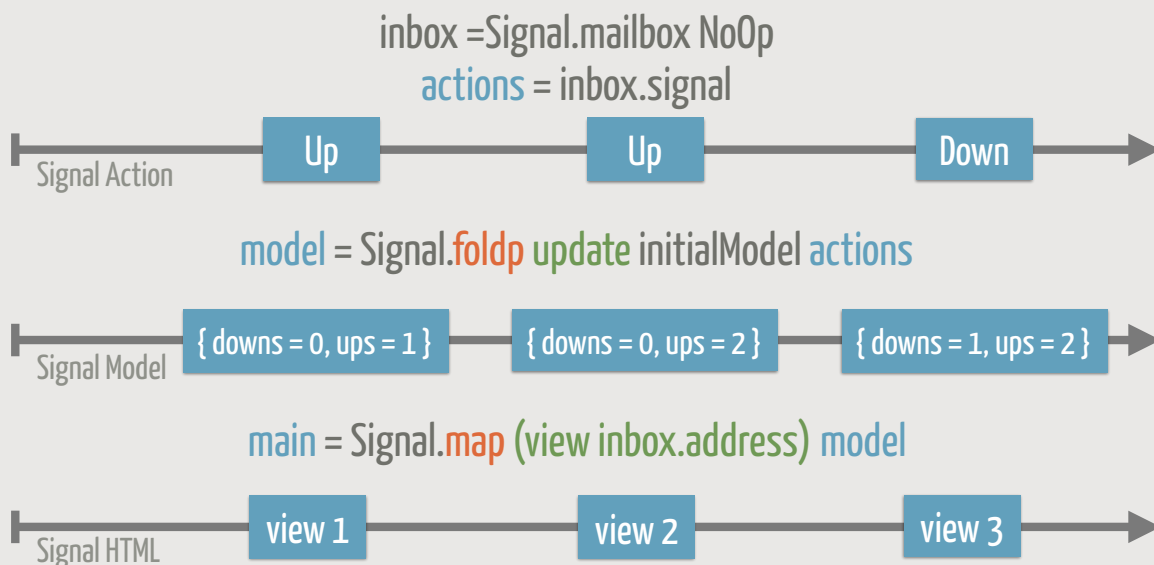 inbox =Signal.mailbox NoOp
actions = inbox.signal
Up
Up
Down
Signal Action
model = Signal.foldp update initialModel actions
{ downs = 0, ups = 1 }
{ downs = 0, ups = 2 }
{ downs = 1, ups = 2 }
Signal Model
main = Signal.map (view inbox.address) model
view 1
view 2
view 3
Signal HTML